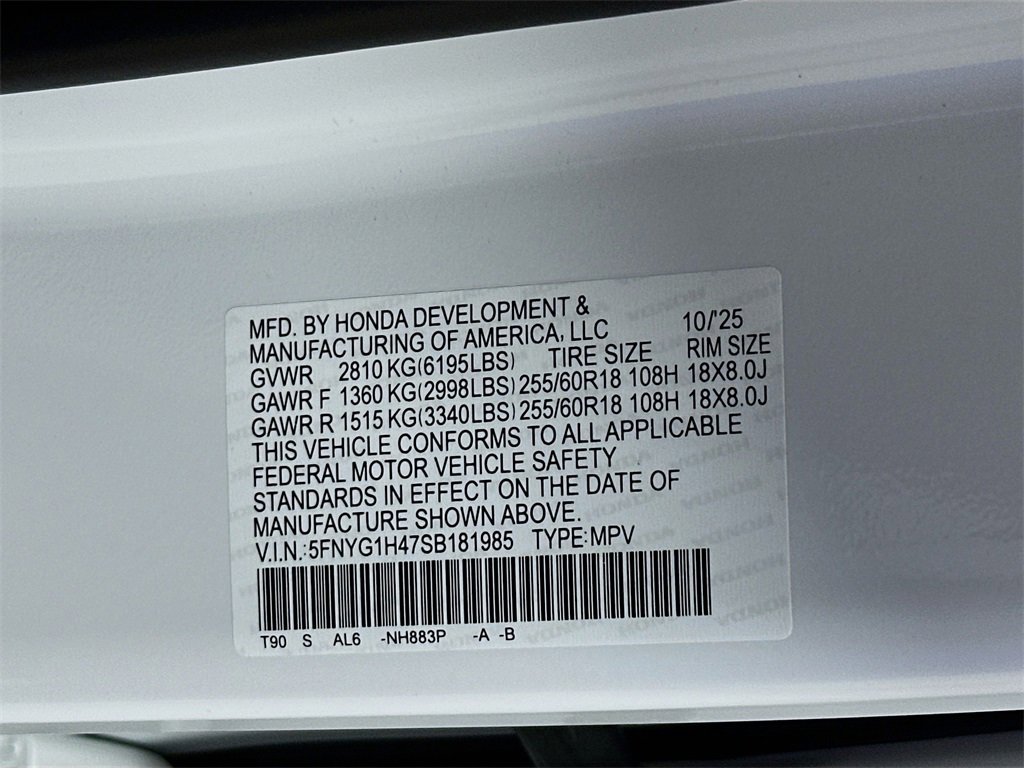 MFD. BY HONDA DEVELOPMENT &
MANUFACTURING OF AMERICA, LLC 10/'25
GVWR 2810 KG(6195LBS) TIRE SIZE RIM SIZE
GAWR F 1360 KG(2998LBS) 255/60R18 108H 18X8.0J
GAWR R 1515 KG(3340LBS) 255/60R18 108H 18X8.0J
THIS VEHICLE CONFORMS TO ALL APPLICABLE
FEDERAL MOTOR VEHICLE SAFETY
STANDARDS IN EFFECT ON THE DATE OF
MANUFACTURE SHOWN ABOVE.
V.I.N.:5FNYG1H47SB181985 TYPE:MPV
T90 S AL6 -NH883P -A -B